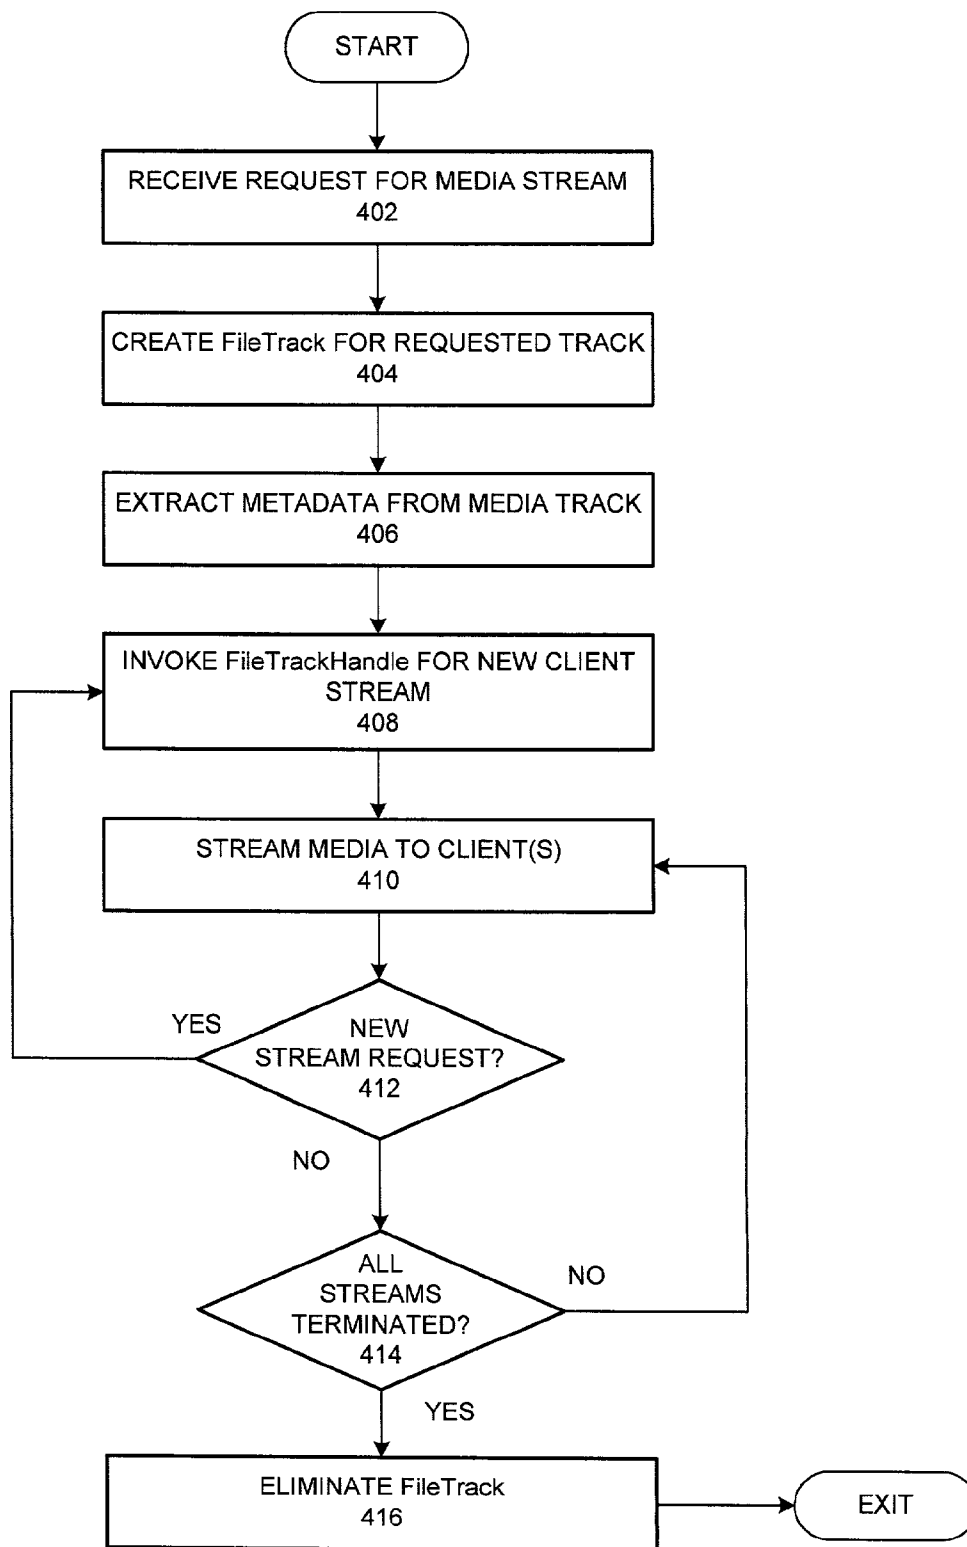 START
RECEIVE REQUEST FOR MEDIA STREAM
402
CREATE FileTrack FOR REQUESTED TRACK
404
EXTRACT METADATA FROM MEDIA TRACK
406
INVOKE FileTrackHandle FOR NEW CLIENT
STREAM
408
STREAM MEDIA TO CLIENT(S)
410
YES
NEW
STREAM REQUEST?
412
NO
ALL
STREAMS
TERMINATED?
414
NO
YES
ELIMINATE FileTrack
416
EXIT